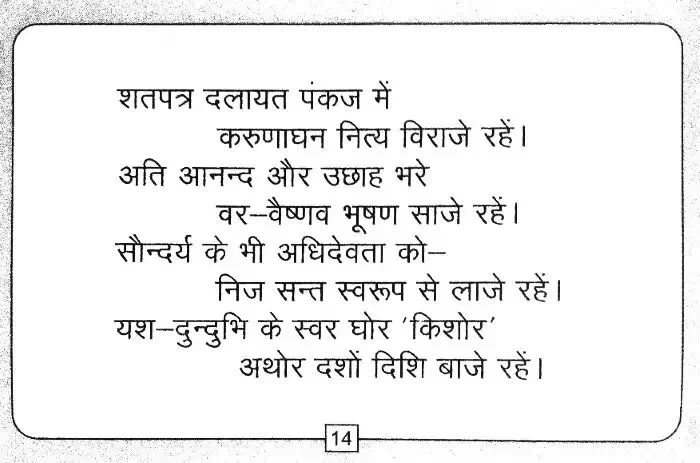 शतपत्र दलायत पंकज में
करुणाघन नित्य विराजे रहें।
अति आनन्द और उछाह भरे
वर–वैष्णव भूषण साजे रहें।
सौन्दर्य के भी अधिदेवता को–
निज सन्त स्वरूप से लाजे रहें।
यश–दुन्दुभि के स्वर घोर 'किशोर'
अथोर दशों दिशि बाजे रहें।
14